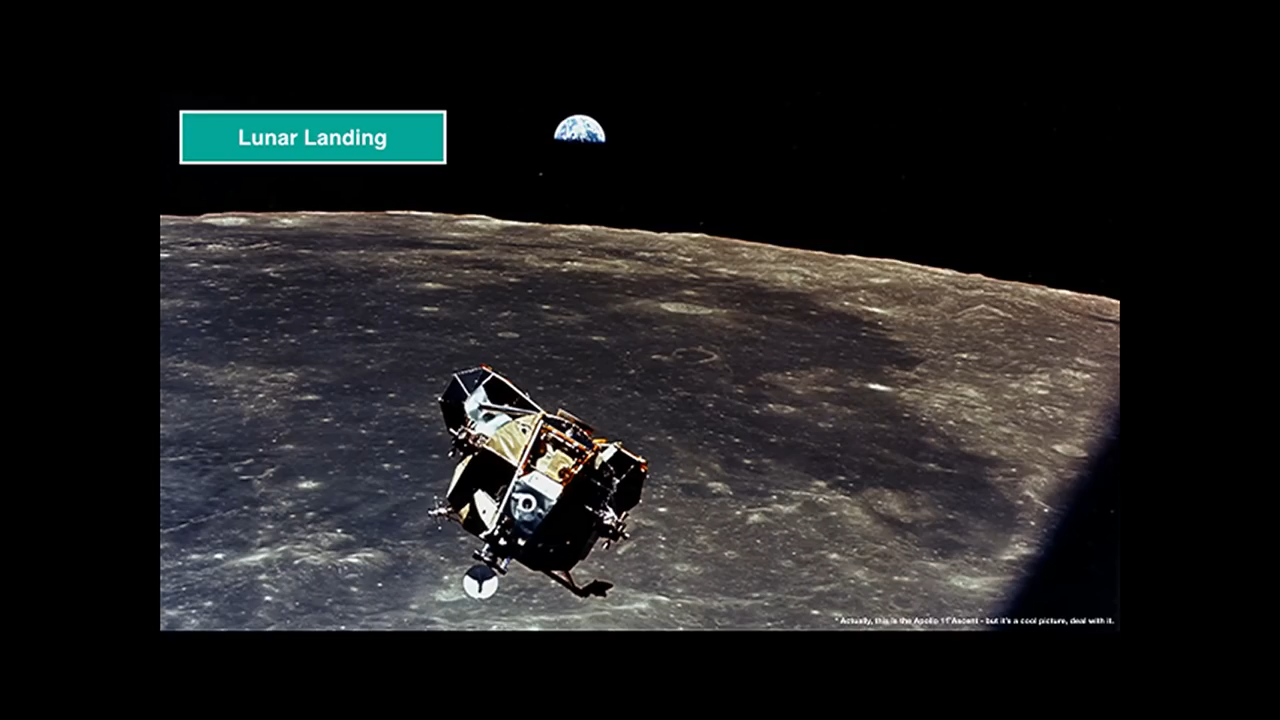 Lunar Landing
* Actually, this is the Apollo 11 Ascent - but it's a cool picture, deal with it.